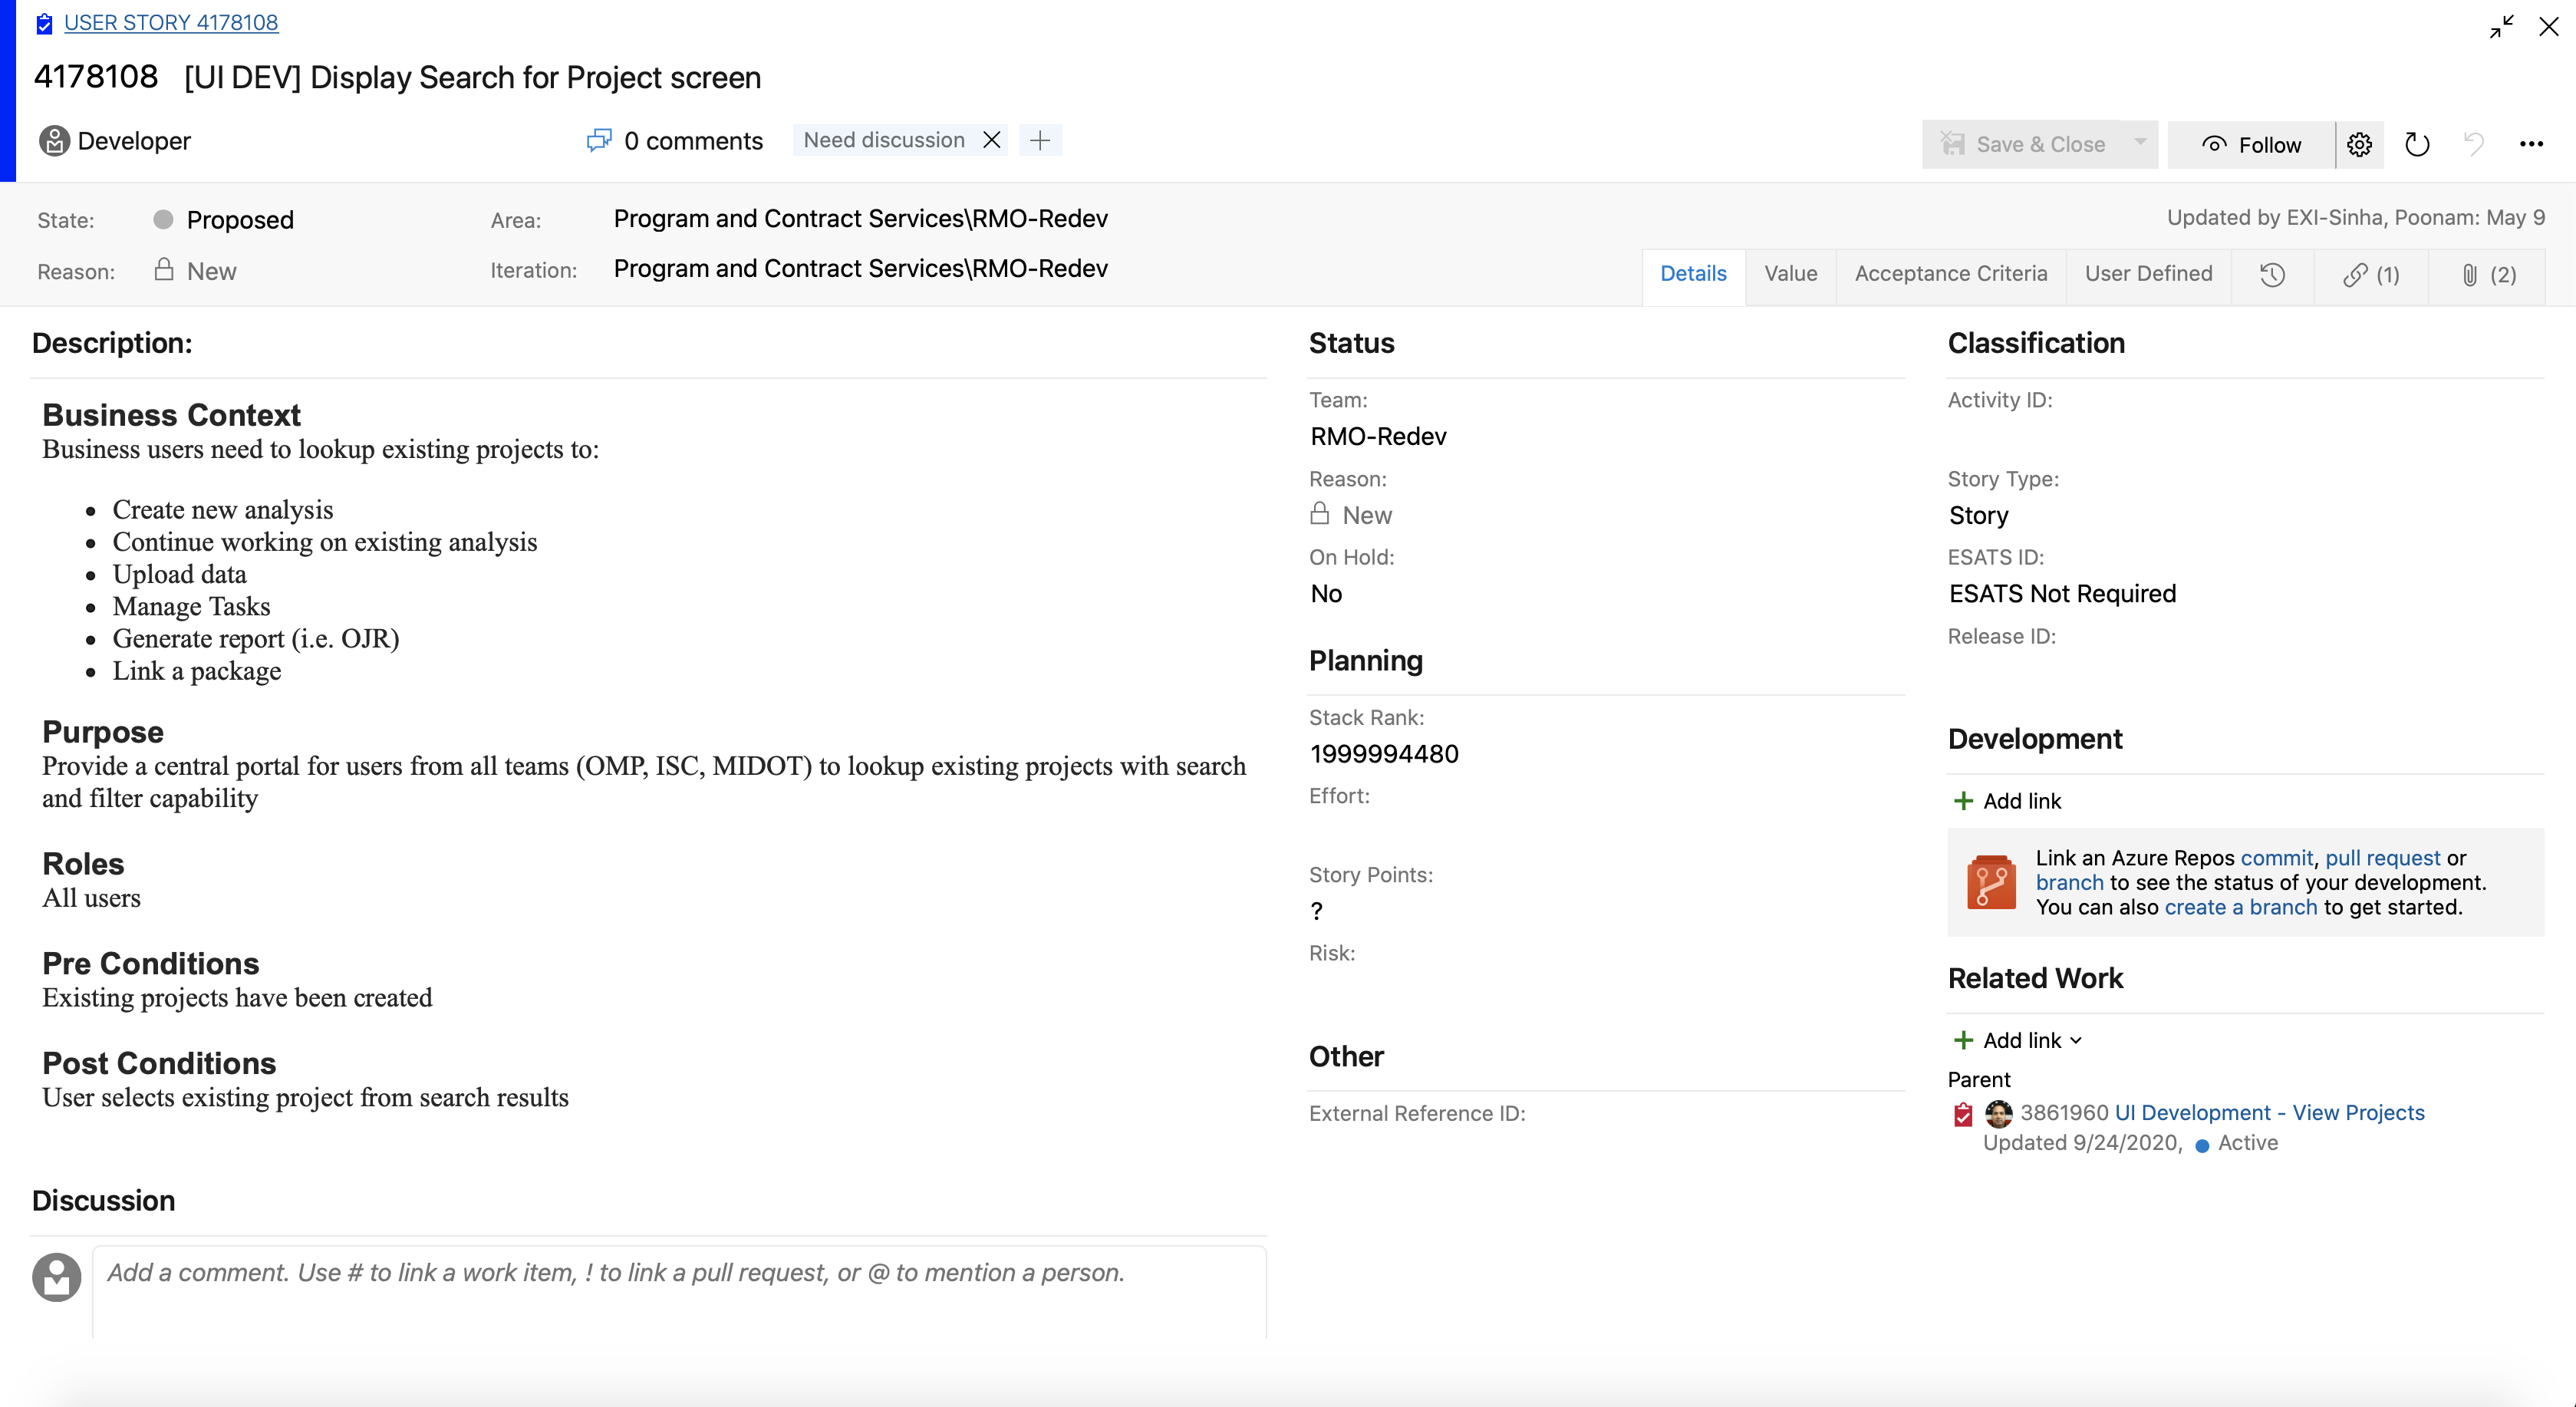 USER STORY 4178108
4178108 [UI DEV] Display Search for Project screen
Developer
0 comments
Need discussion
Save & Close
Follow
State: Proposed
Area: Program and Contract Services\RMO-Redev
Updated by EXI-Sinha, Poonam: May 9
Reason: New
Iteration: Program and Contract Services\RMO-Redev
Details
Value
Acceptance Criteria
User Defined
(1)
(2)
Description:
Business Context
Business users need to lookup existing projects to:
• Create new analysis
• Continue working on existing analysis
• Upload data
• Manage Tasks
• Generate report (i.e. OJR)
• Link a package
Purpose
Provide a central portal for users from all teams (OMP, ISC, MIDOT) to lookup existing projects with search
and filter capability
Roles
All users
Pre Conditions
Existing projects have been created
Post Conditions
User selects existing project from search results
Discussion
Add a comment. Use # to link a work item, ! to link a pull request, or @ to mention a person.
Status
Team:
RMO-Redev
Reason:
New
On Hold:
No
Planning
Stack Rank:
1999994480
Effort:
Story Points:
?
Risk:
Other
External Reference ID:
Classification
Activity ID:
Story Type:
Story
ESATS ID:
ESATS Not Required
Release ID:
Development
+ Add link
Link an Azure Repos commit, pull request or
branch to see the status of your development.
You can also create a branch to get started.
Related Work
+ Add link
Parent
3861960 UI Development - View Projects
Updated 9/24/2020, Active